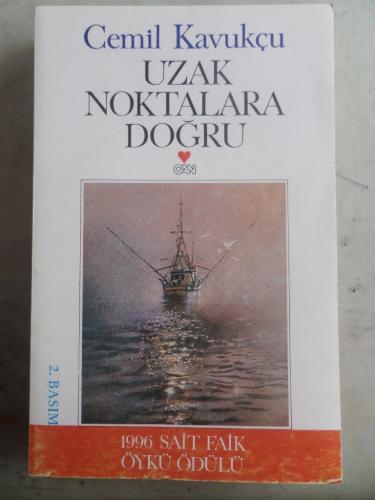 Cemil Kavukçu
UZAK
NOKTALARA
DOĞRU
CAN
2. BASIM
1996 SAİT FAİK
ÖYKÜ ÖDÜLÜ